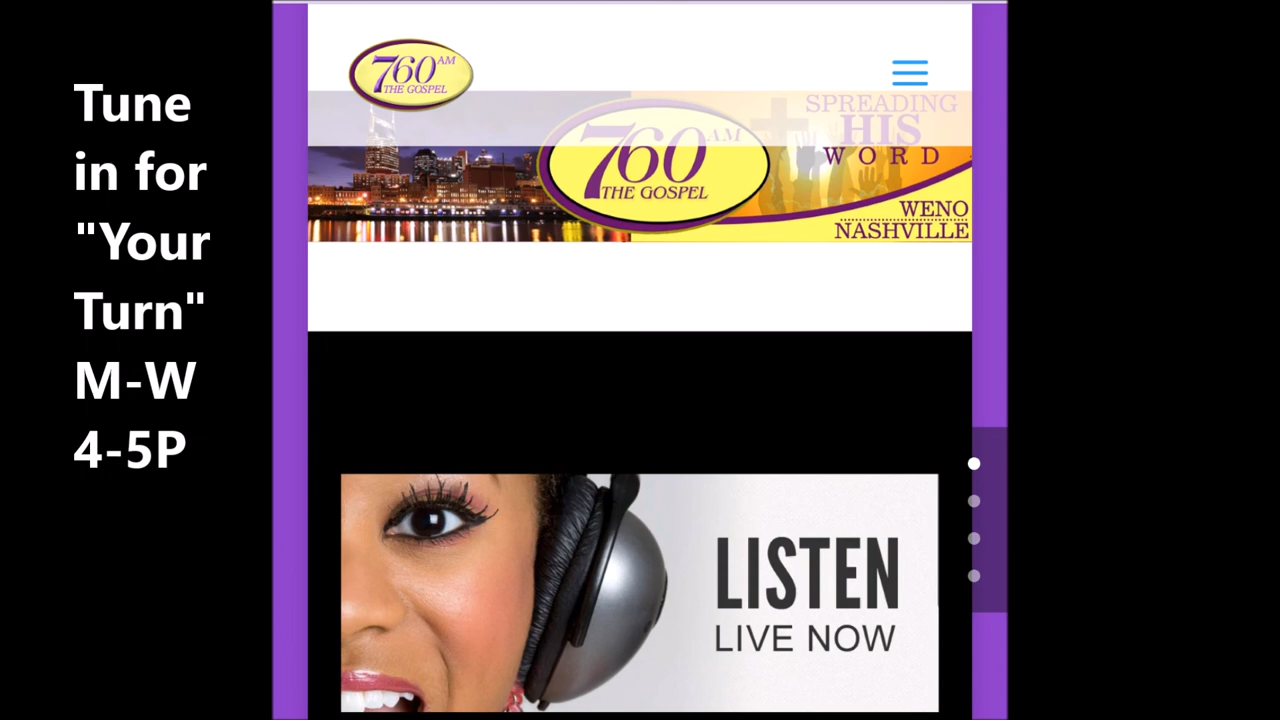 Tune
in for
"Your
Turn"
M-W
4-5P
760 AM
THE GOSPEL
760 AM
THE GOSPEL
SPREADING
HIS
WORD
WENO
NASHVILLE
LISTEN
LIVE NOW